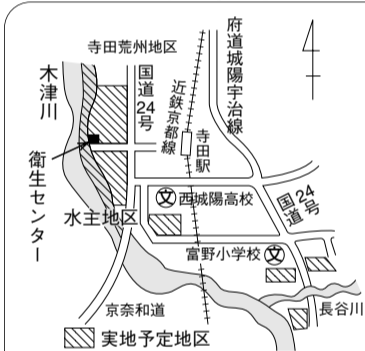 寺田荒州地区
木津川
国道24号
近鉄京都線
寺田駅
府道城陽宇治線
衛生センター
文
西城陽高校
国道24号
水主地区
富野小学校
文
京奈和道
長谷川
実地予定地区